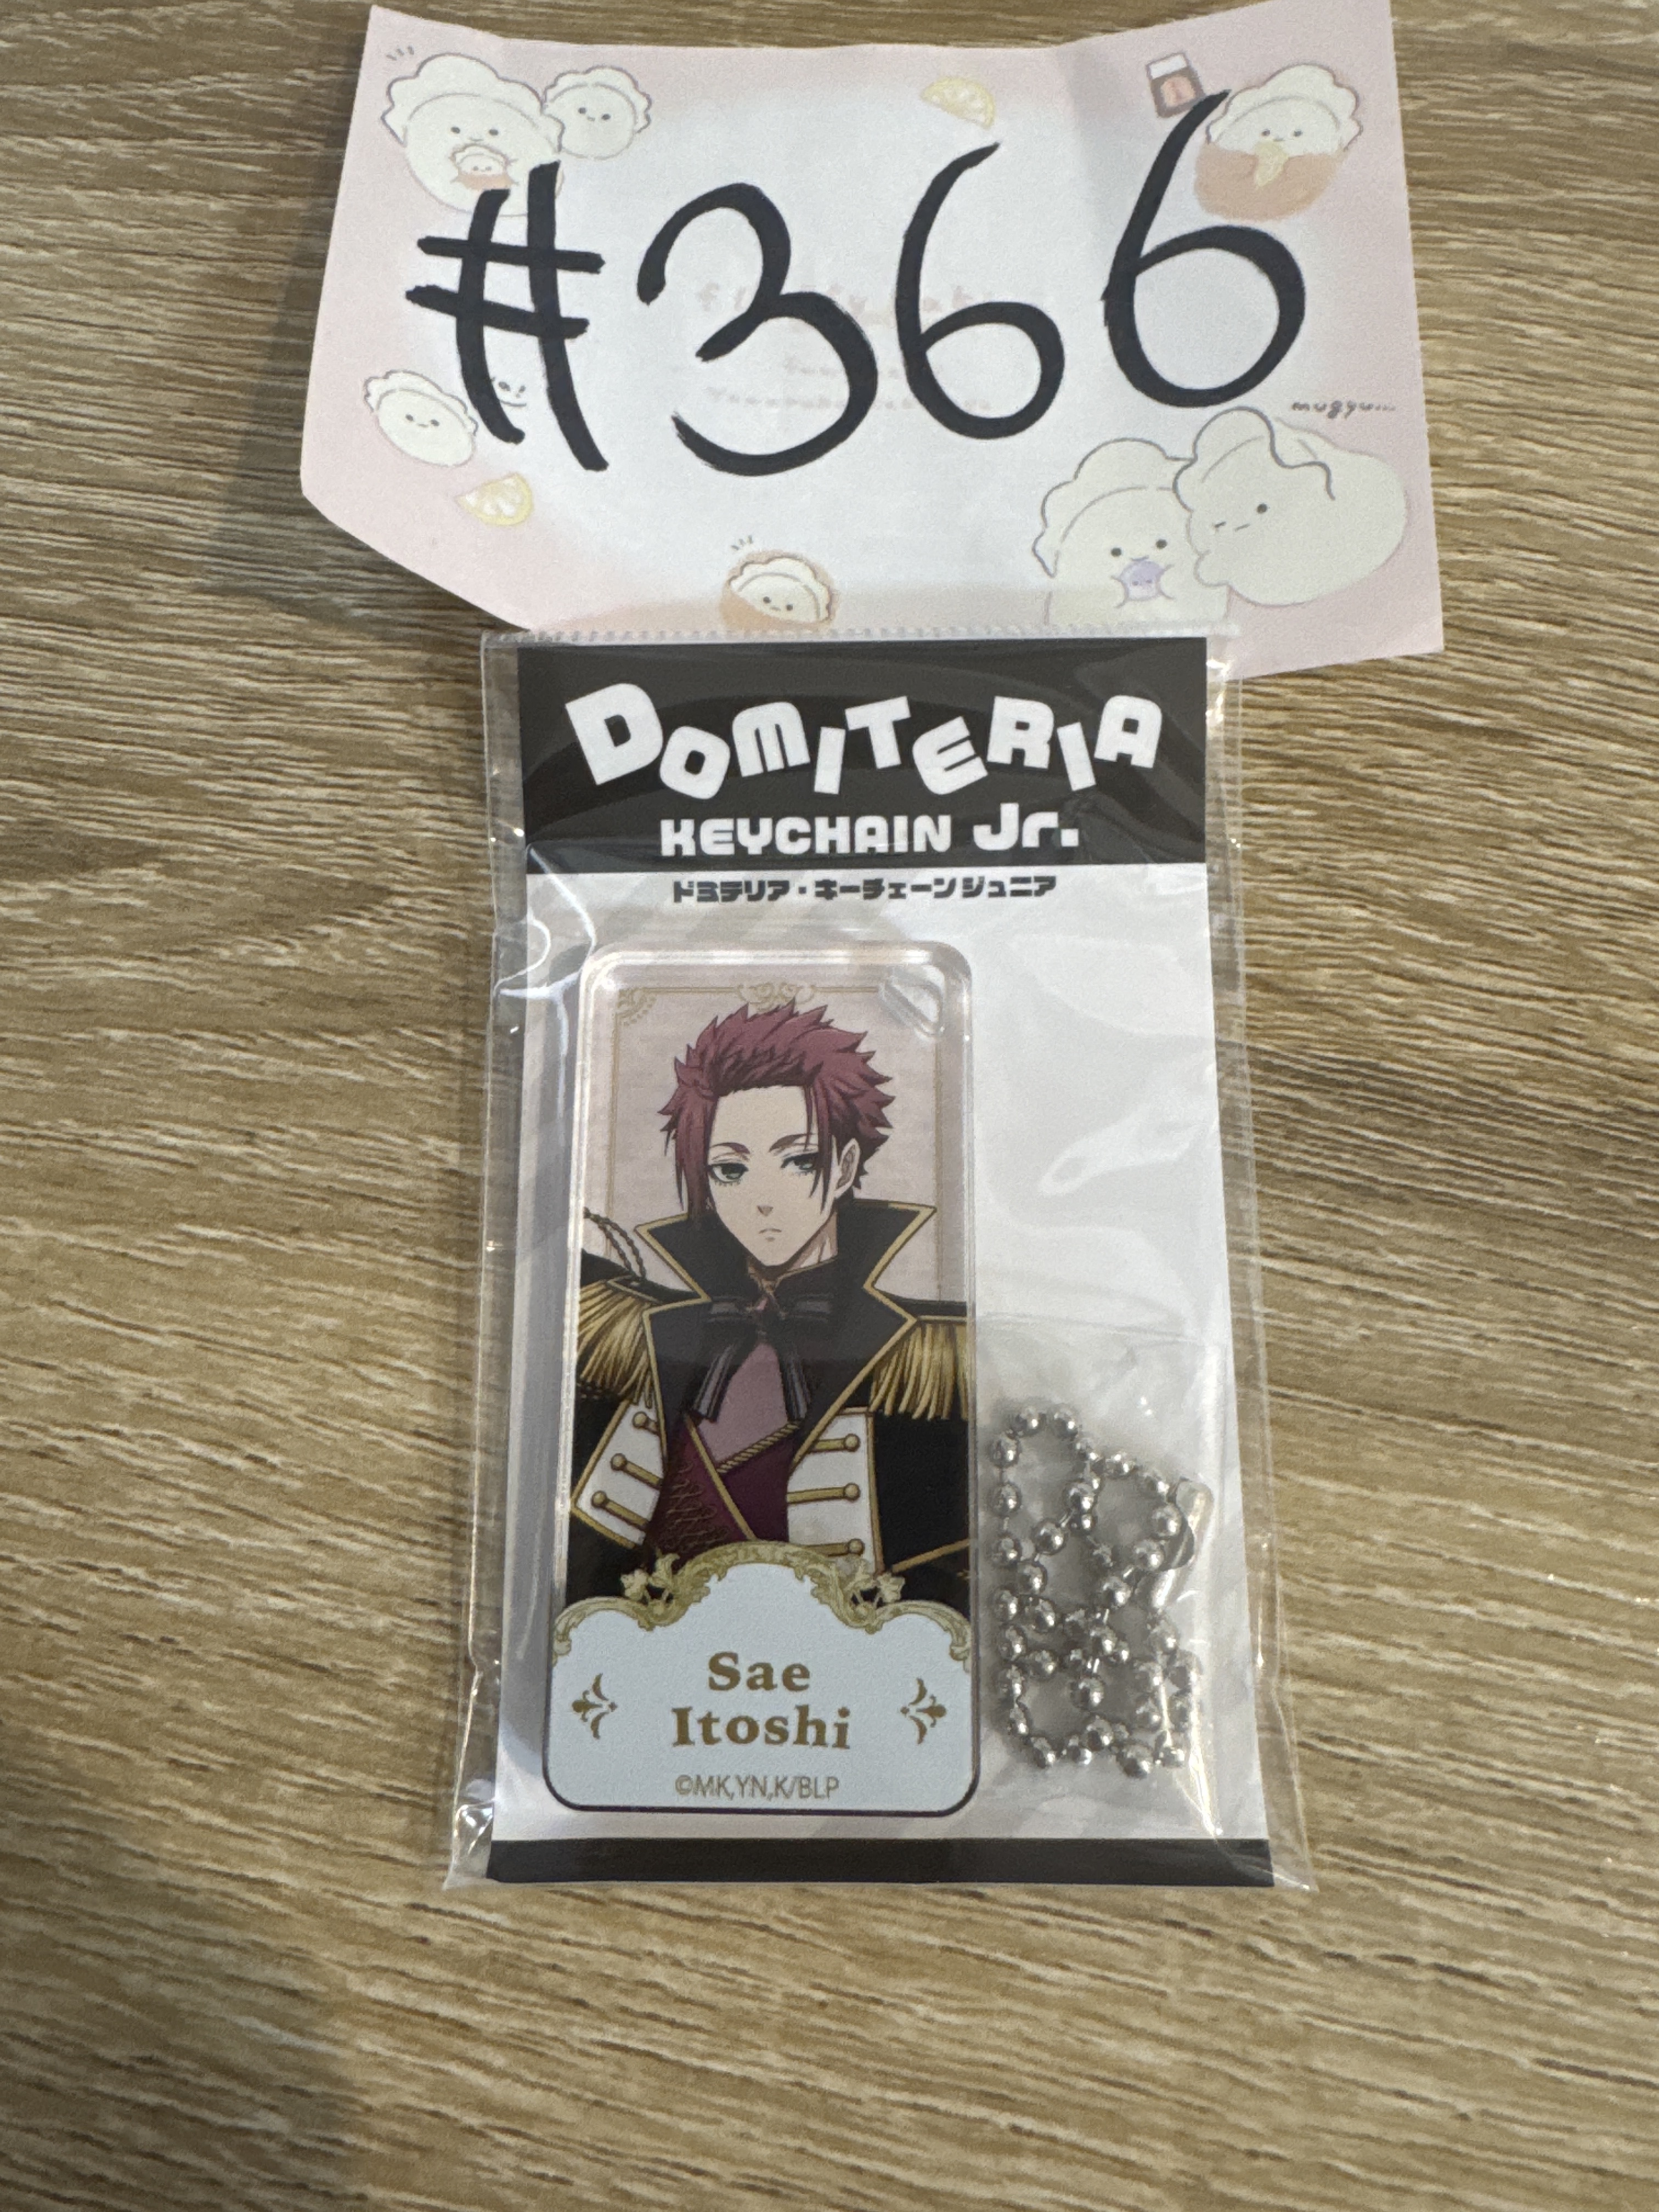 #366
mugyu...
DOMITERIA
KEYCHAIN Jr.
ドミテリア・キーチェーンジュニア
Sae
Itoshi
©MK,YN,K/BLP